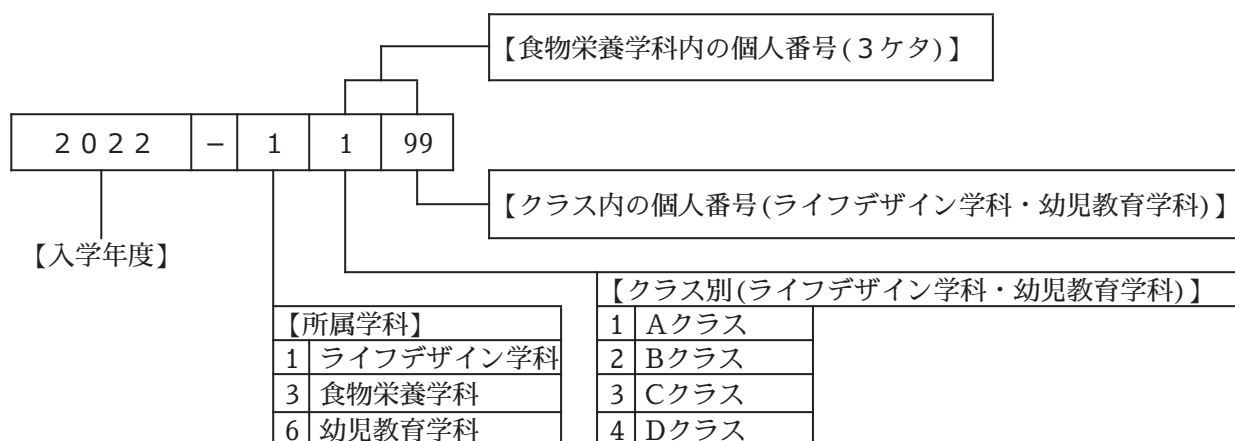 【食物栄養学科内の個人番号(3ケタ)】
2022 − 1 1 99
【クラス内の個人番号(ライフデザイン学科・幼児教育学科)】
【入学年度】
【クラス別(ライフデザイン学科・幼児教育学科)】
【所属学科】
1 Aクラス
1 ライフデザイン学科
2 Bクラス
3 食物栄養学科
3 Cクラス
6 幼児教育学科
4 Dクラス